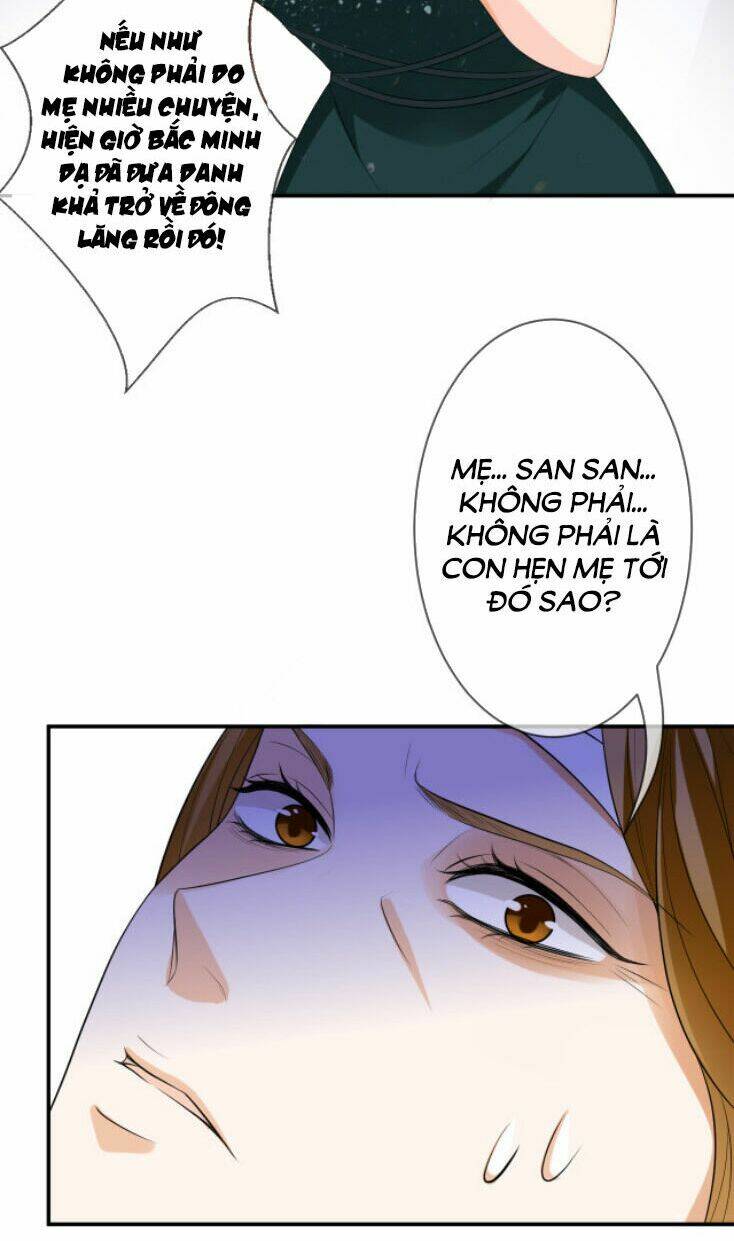 NẾU NHƯ
KHÔNG PHẢI DO
MẸ NHIỀU CHUYỆN,
HIỆN GIỜ BẮC MINH
DẠ ĐÃ ĐƯA DANH
KHẢ TRỞ VỀ ĐÔNG
LĂNG RỒI ĐÓ!
MẸ... SAN SAN...
KHÔNG PHẢI...
KHÔNG PHẢI LÀ
CON HẸN MẸ TỚI
ĐÓ SAO?